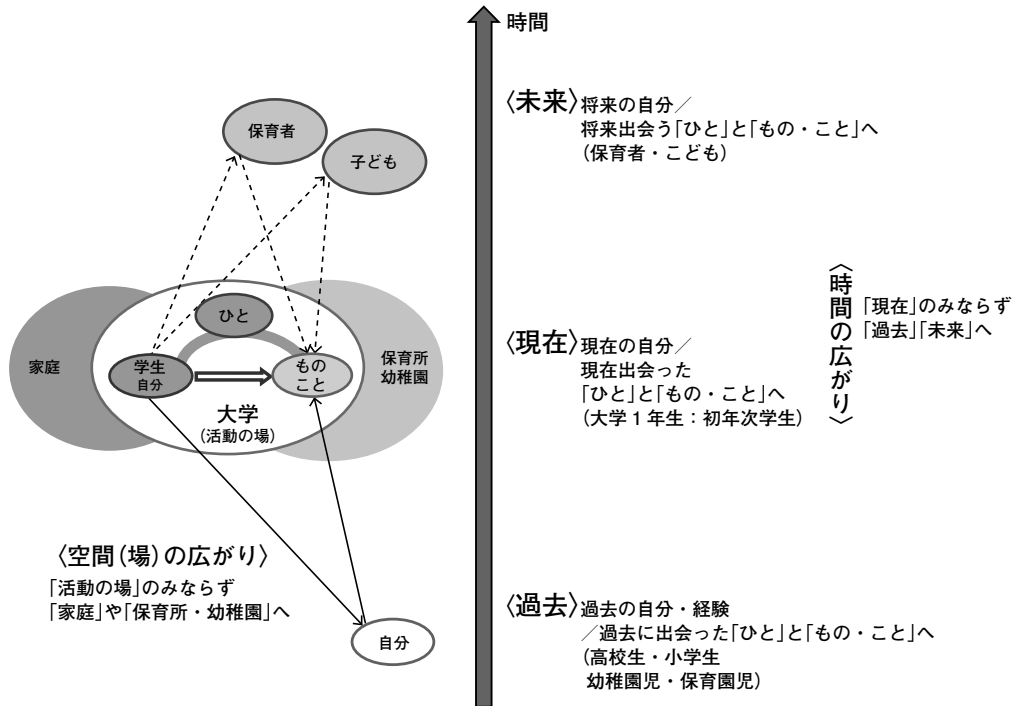 時間
〈未来〉将来の自分／
将来出会う「ひと」と「もの・こと」へ
（保育者・こども）
保育者
子ども
ひと
家庭
学生
自分
もの
こと
保育所
幼稚園
大学
（活動の場）
〈現在〉現在の自分／
現在出会った
「ひと」と「もの・こと」へ
（大学１年生：初年次学生）
〈時間の広がり〉
「現在」のみならず
「過去」「未来」へ
〈空間（場）の広がり〉
「活動の場」のみならず
「家庭」や「保育所・幼稚園」へ
自分
〈過去〉過去の自分・経験
／過去に出会った「ひと」と「もの・こと」へ
（高校生・小学生
幼稚園児・保育園児）